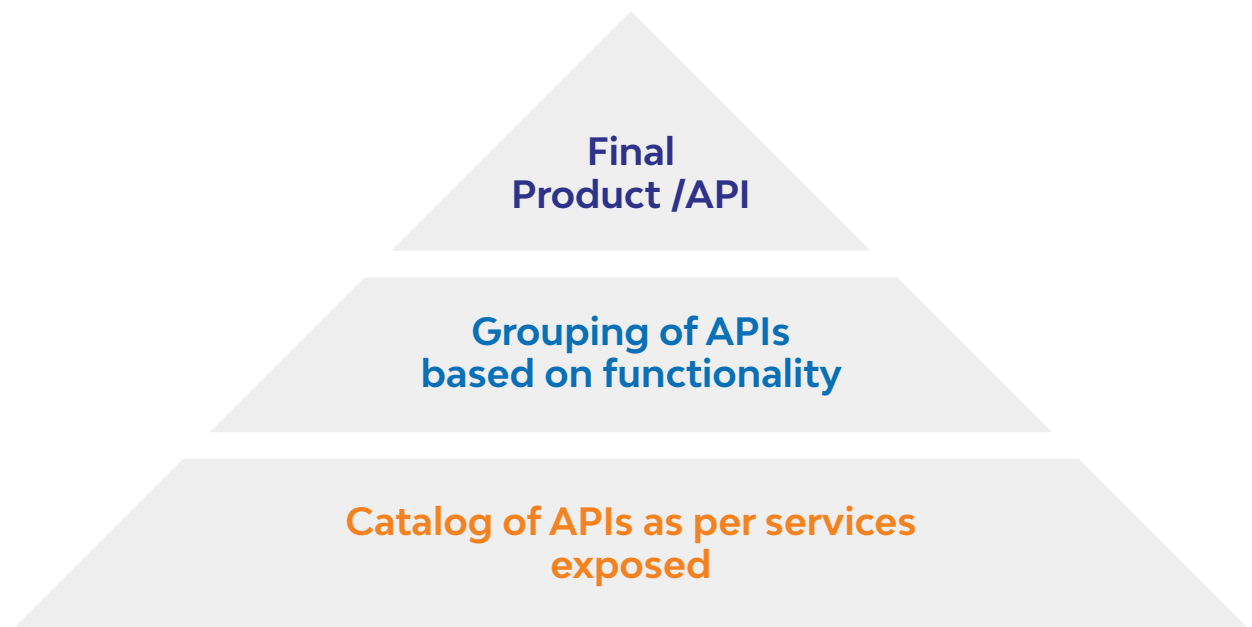 Final
Product /API
Grouping of APIs
based on functionality
Catalog of APIs as per services
exposed